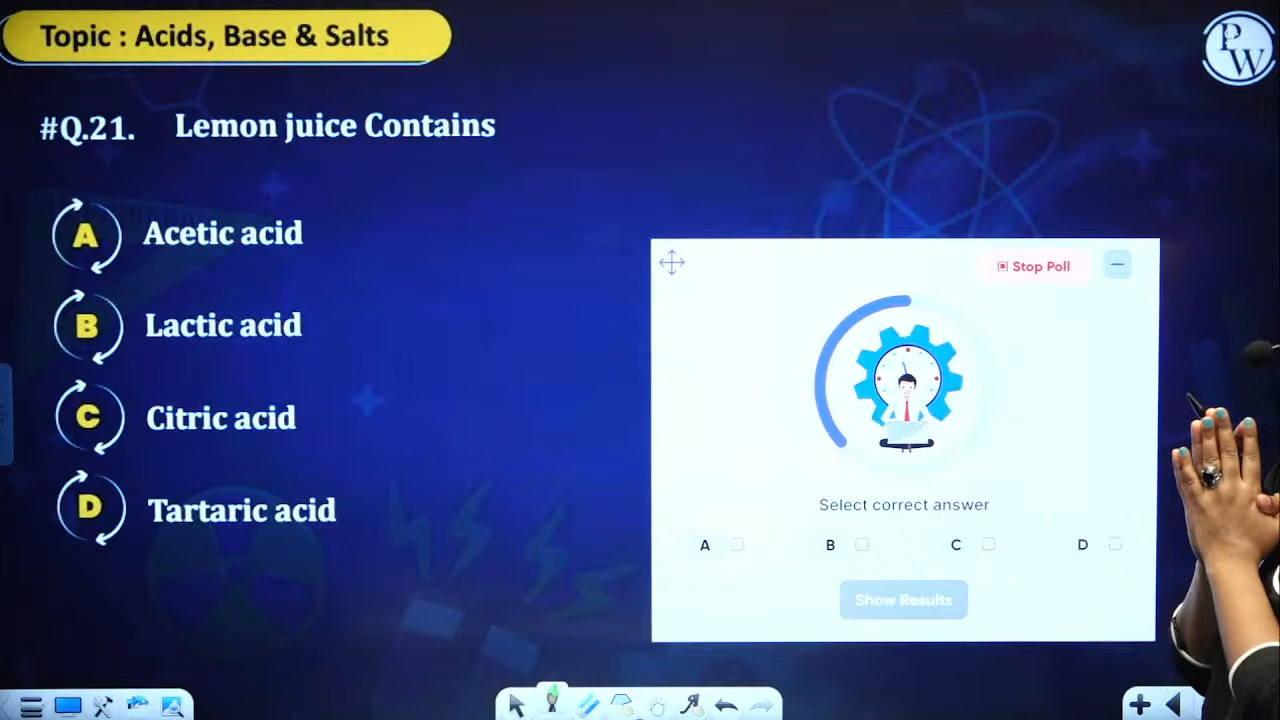 Topic : Acids, Base & Salts
PW
#Q.21. Lemon juice Contains
A Acetic acid
B Lactic acid
C Citric acid
D Tartaric acid
Stop Poll
Select correct answer
A B C D
Show Results